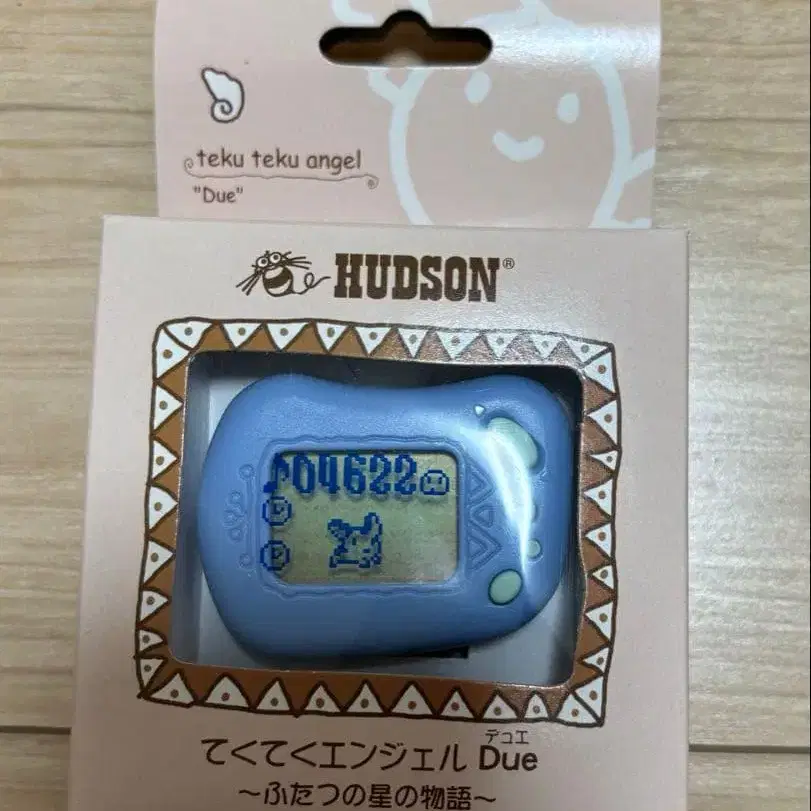 teku teku angel
"Due"
HUDSON®
04622
てくてくエンジェル Due
デュエ
～ふたつの星の物語～